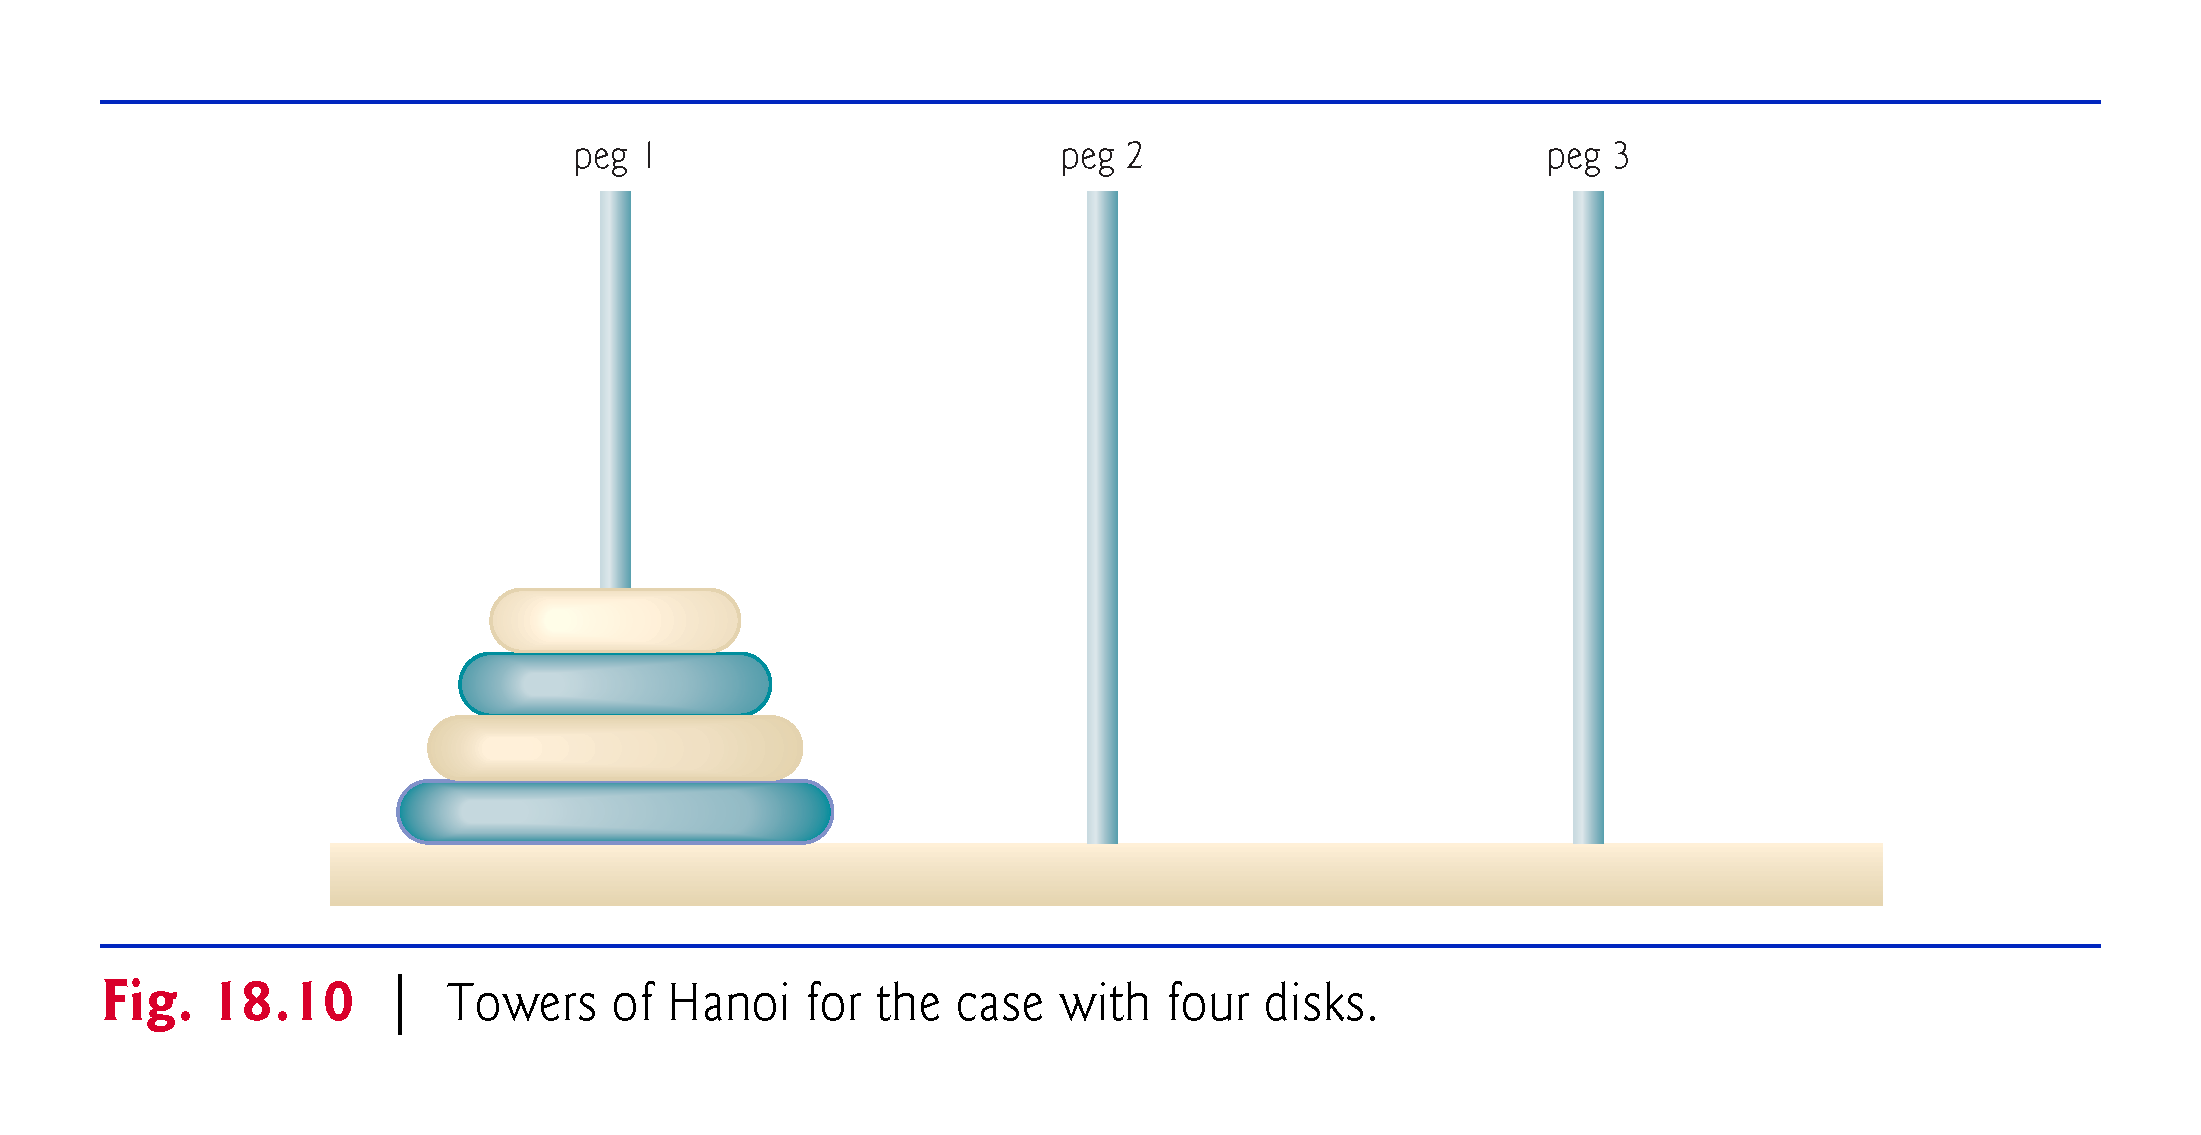 peg 1 peg 2 peg 3
Fig. 18.10 | Towers of Hanoi for the case with four disks.